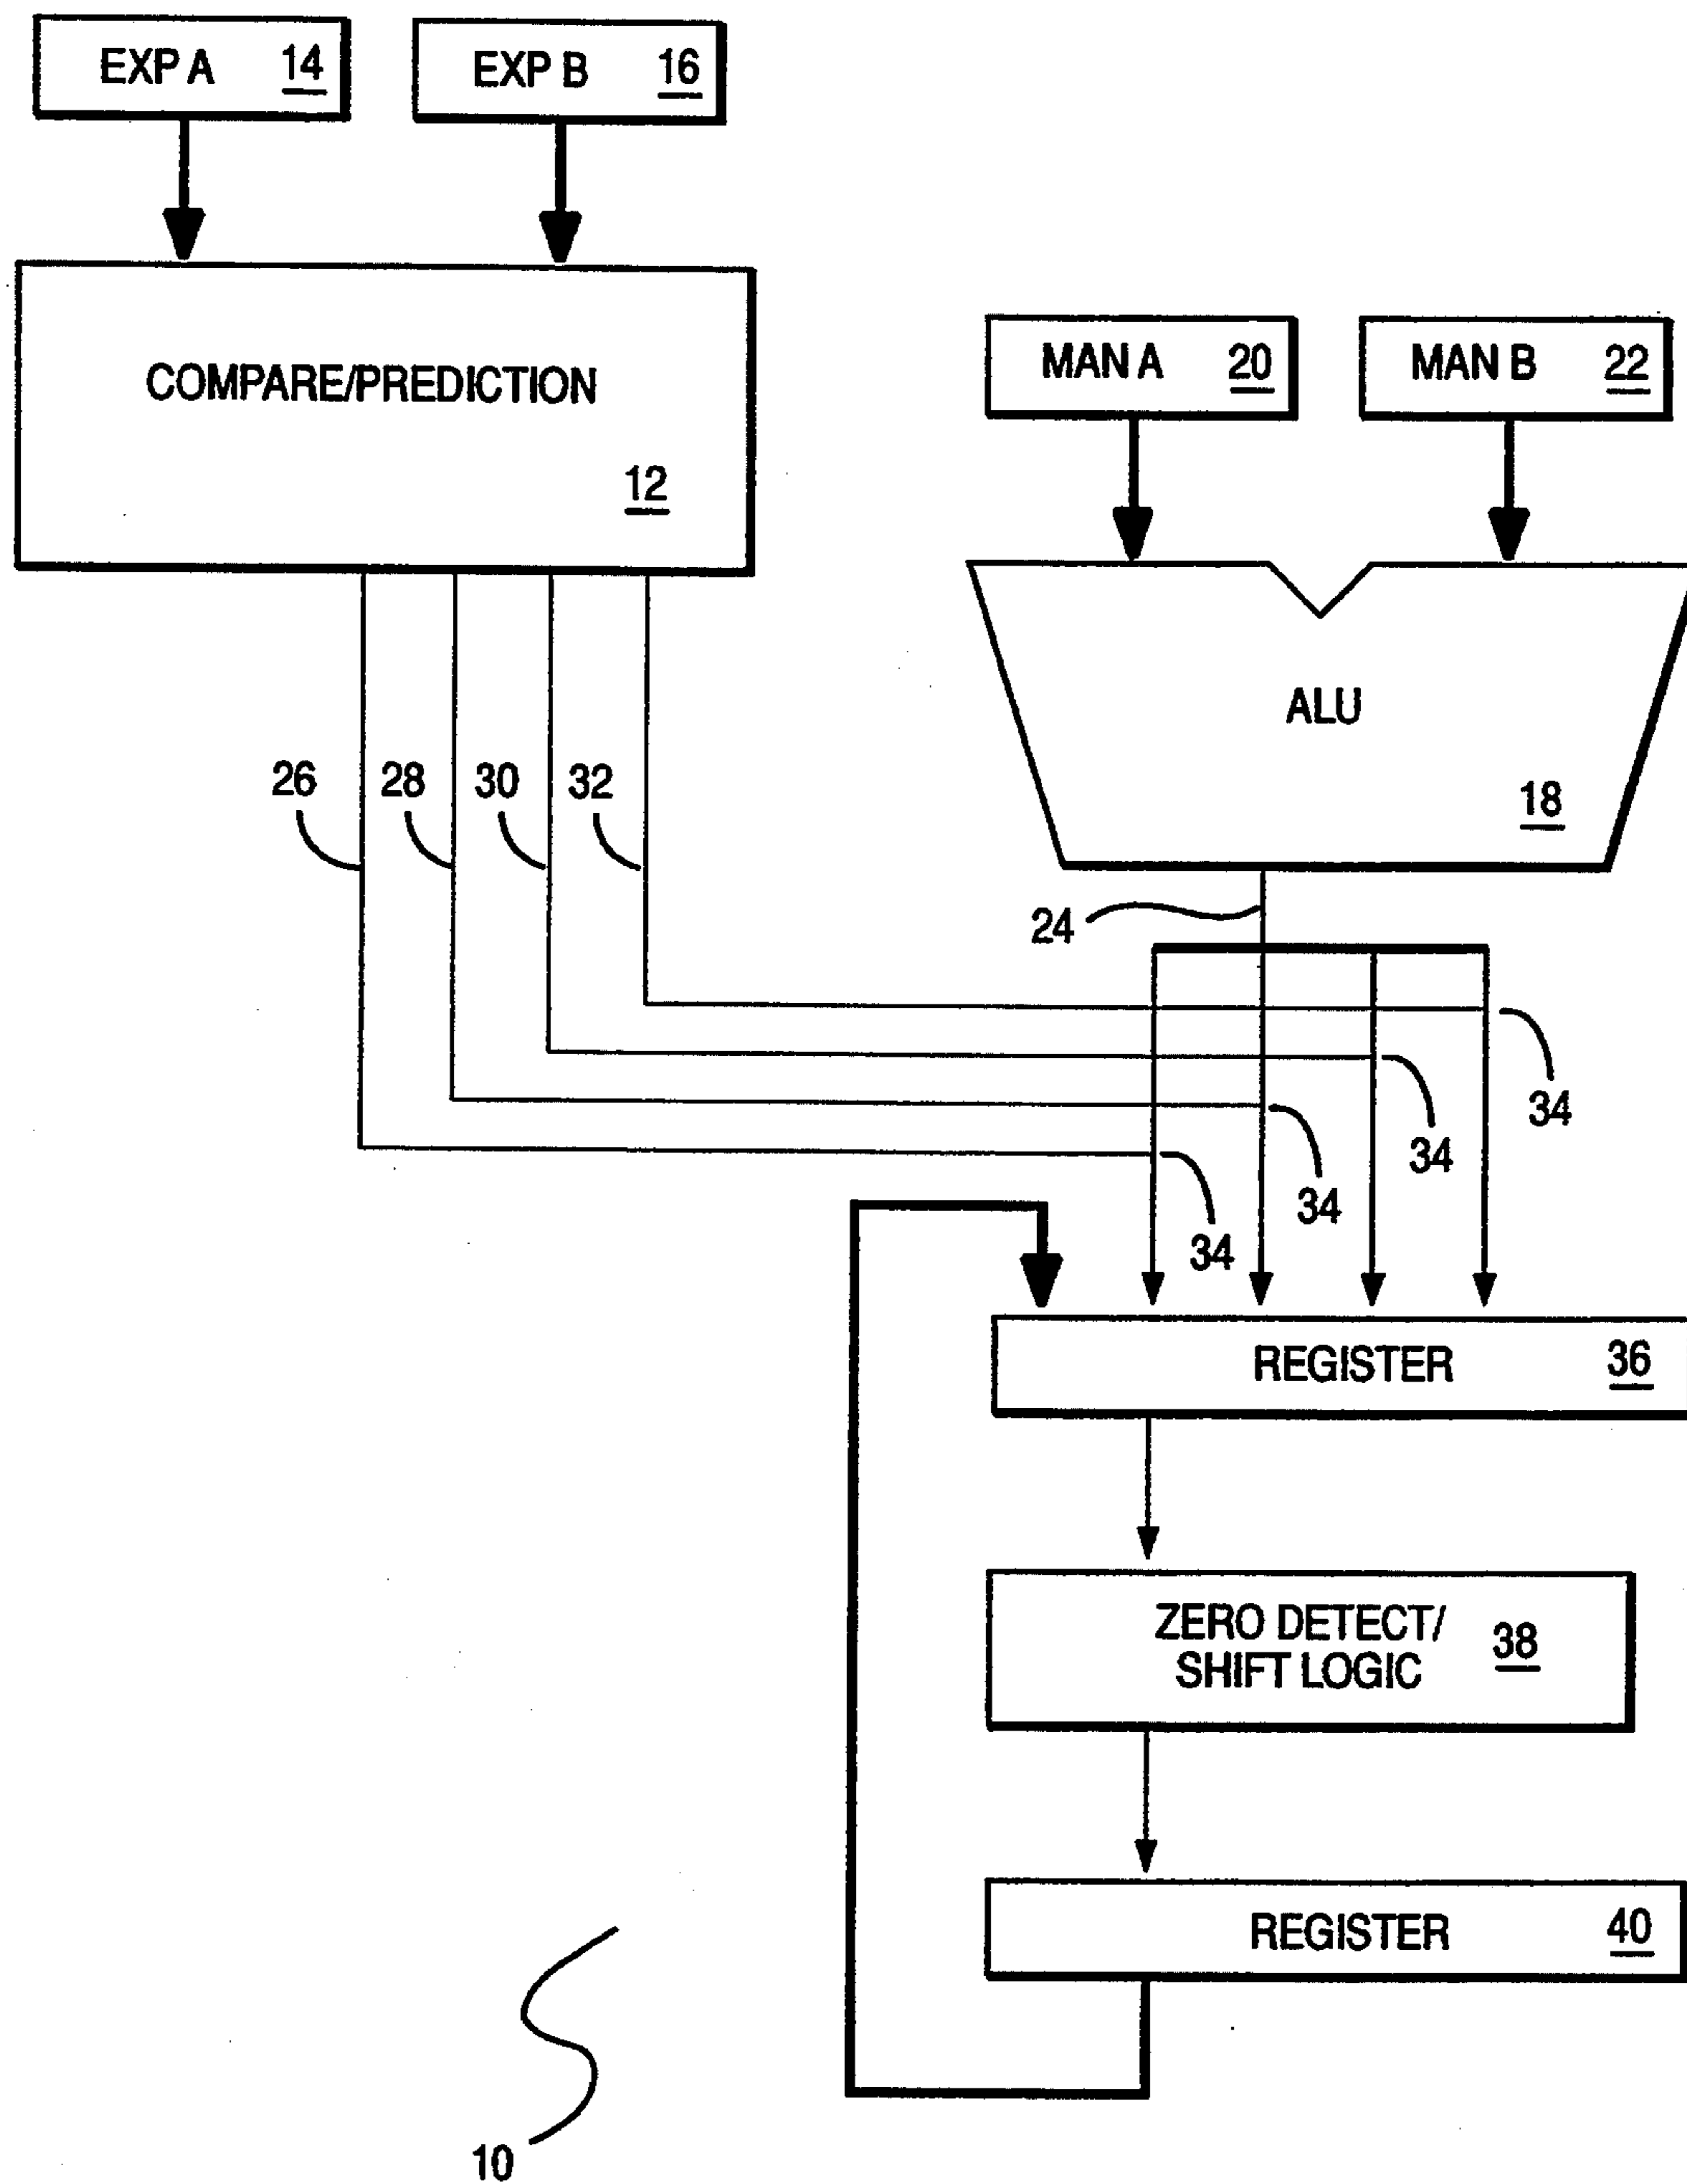 EXP A 14
EXP B 16
COMPARE/PREDICTION
12
MAN A 20
MAN B 22
ALU
18
26
28
30
32
24
34
34
34
34
REGISTER 36
ZERO DETECT/
SHIFT LOGIC 38
REGISTER 40
10